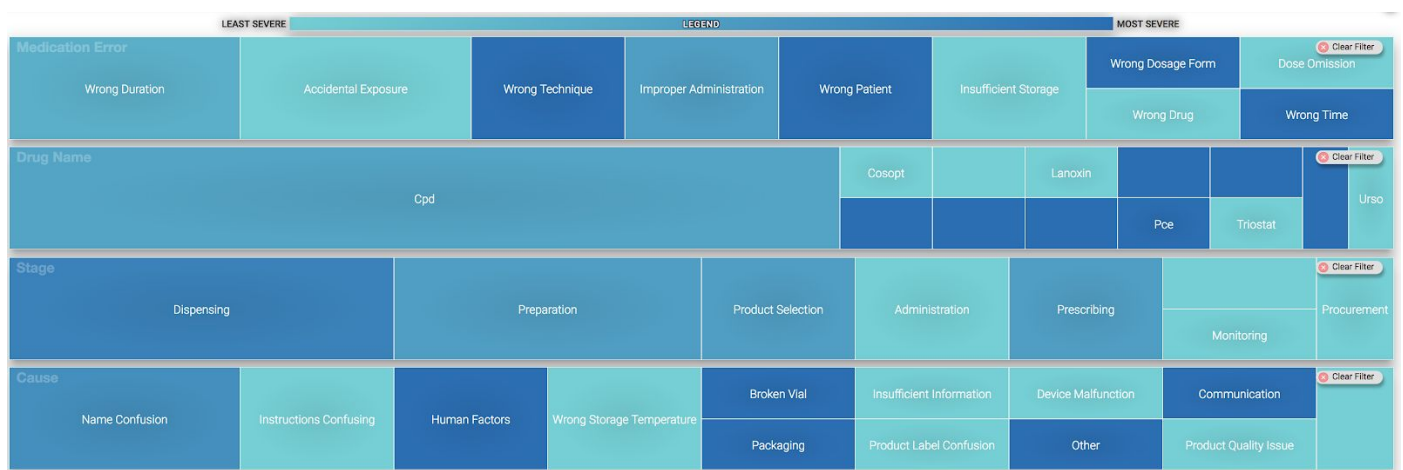 LEAST SEVERE LEGEND MOST SEVERE
Medication Error
Clear Filter
Wrong Duration
Accidental Exposure
Wrong Technique
Improper Administration
Wrong Patient
Insufficient Storage
Wrong Dosage Form
Dose Omission
Wrong Drug
Wrong Time
Drug Name
Clear Filter
Cpd
Cosopt
Lanoxin
Pce
Triostat
Urso
Stage
Clear Filter
Dispensing
Preparation
Product Selection
Administration
Prescribing
Monitoring
Procurement
Cause
Clear Filter
Name Confusion
Instructions Confusing
Human Factors
Wrong Storage Temperature
Broken Vial
Insufficient Information
Device Malfunction
Communication
Packaging
Product Label Confusion
Other
Product Quality Issue